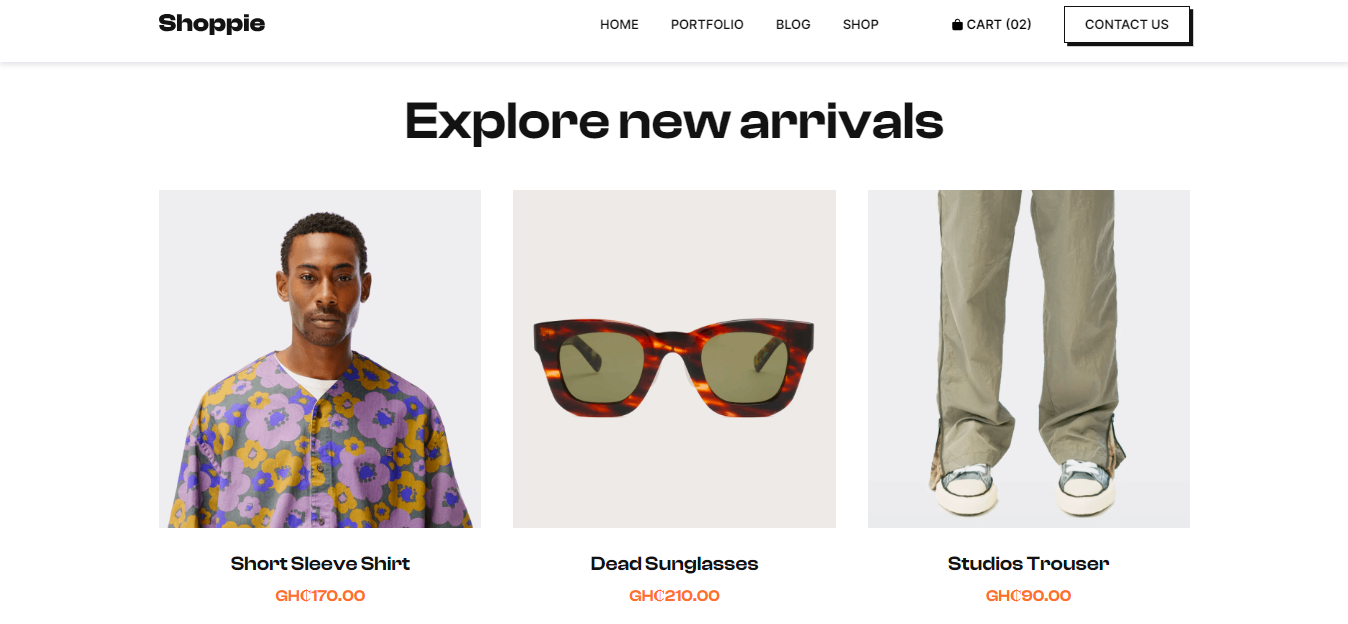 Shoppie
HOME PORTFOLIO BLOG SHOP CART (02) CONTACT US
Explore new arrivals
Short Sleeve Shirt Dead Sunglasses Studios Trouser
GH₵170.00 GH₵210.00 GH₵90.00